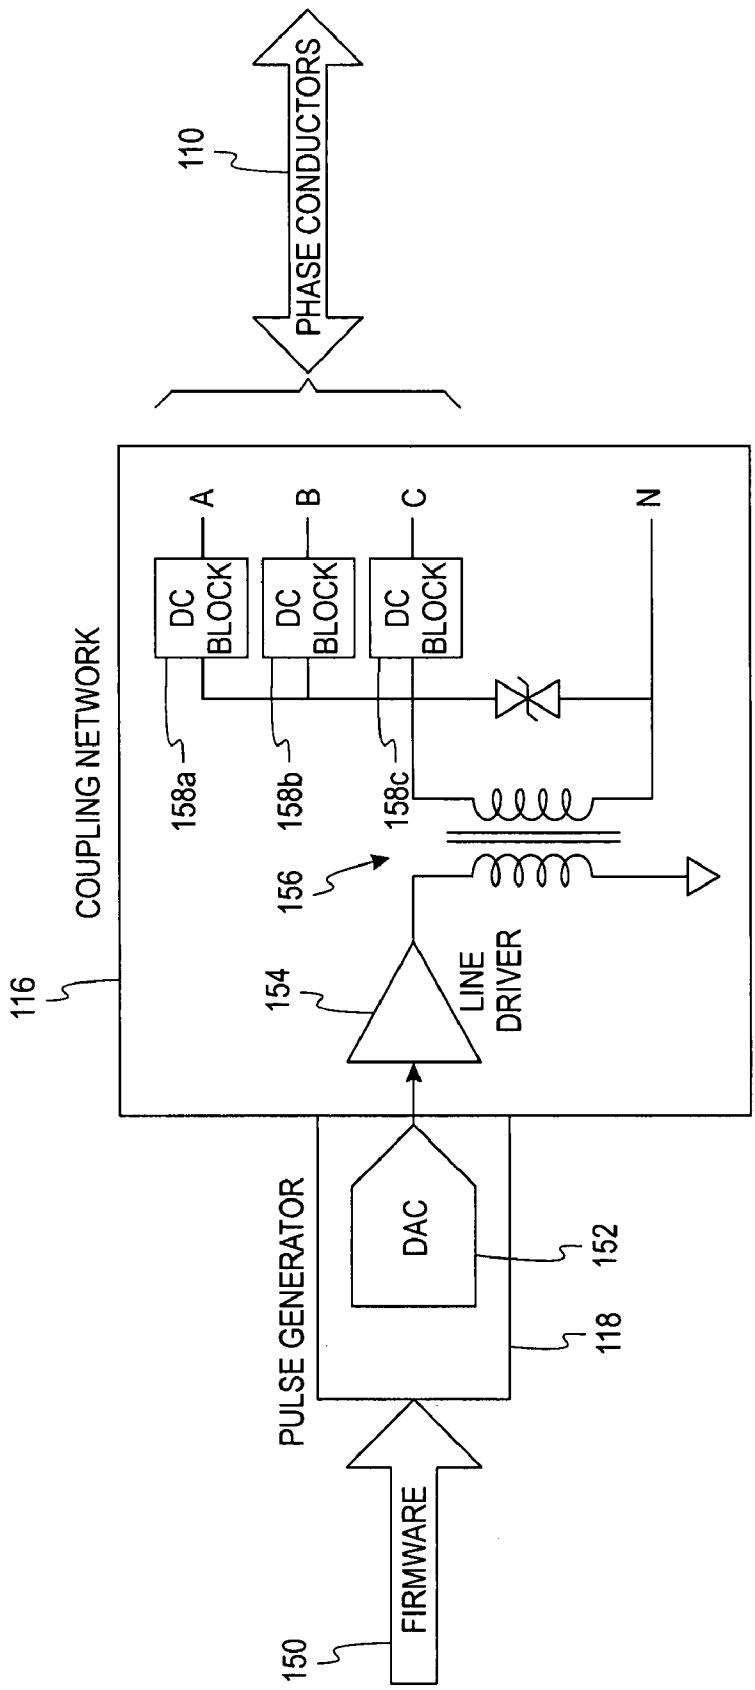 150
FIRMWARE
PULSE GENERATOR
DAC
152
118
116
COUPLING NETWORK
154
LINE
DRIVER
156
158a
DC
BLOCK
A
158b
DC
BLOCK
B
158c
DC
BLOCK
C
N
110
PHASE CONDUCTORS